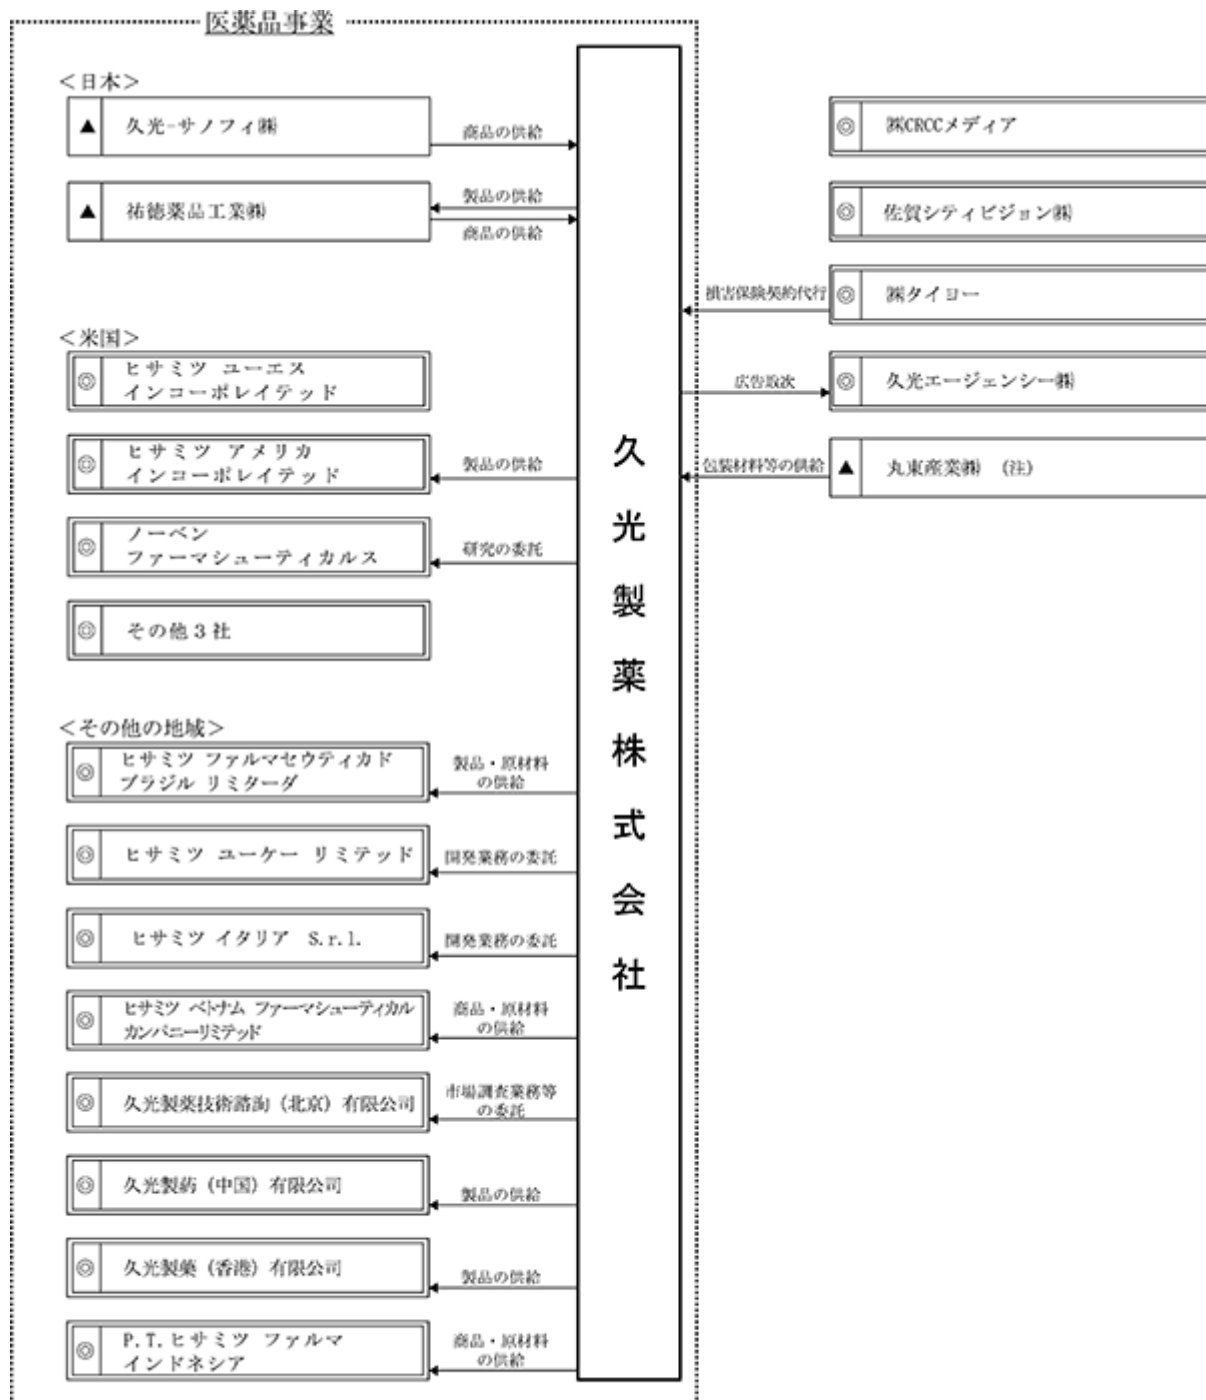 医薬品事業
＜日本＞
▲ 久光-サノフィ㈱
商品の供給
▲ 祐徳薬品工業㈱
製品の供給
商品の供給
＜米国＞
◎ ヒサミツ ユーエス
インコーポレイテッド
◎ ヒサミツ アメリカ
インコーポレイテッド
製品の供給
◎ ノーベン
ファーマシューティカルス
研究の委託
◎ その他３社
＜その他の地域＞
◎ ヒサミツ ファルマセウティカド
ブラジル リミターダ
製品・原材料
の供給
◎ ヒサミツ ユーケー リミテッド
開発業務の委託
◎ ヒサミツ イタリア S.r.l.
開発業務の委託
◎ ヒサミツ ベトナム ファーマシューティカル
カンパニーリミテッド
商品・原材料
の供給
◎ 久光製薬技術諮詢（北京）有限公司
市場調査業務等
の委託
◎ 久光製葯（中国）有限公司
製品の供給
◎ 久光製藥（香港）有限公司
製品の供給
◎ P.T.ヒサミツ ファルマ
インドネシア
商品・原材料
の供給
久光製薬株式会社
◎ ㈱CRCCメディア
◎ 佐賀シティビジョン㈱
損害保険契約代行
◎ ㈱タイヨー
広告取次
◎ 久光エージェンシー㈱
包装材料等の供給
▲ 丸東産業㈱ （注）